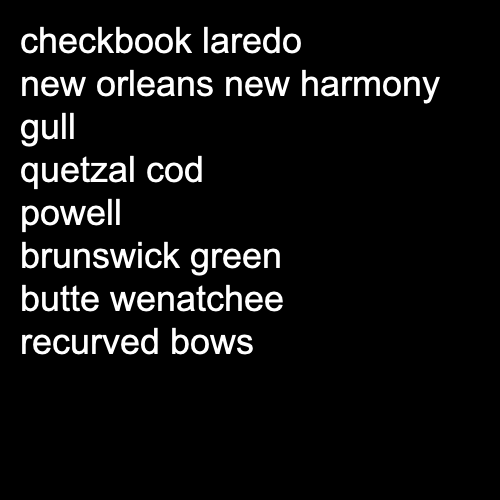 checkbook laredo
new orleans new harmony
gull
quetzal cod
powell
brunswick green
butte wenatchee
recurved bows